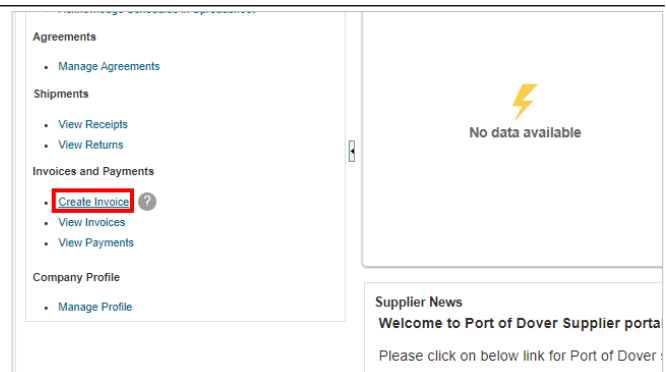 Agreements
Manage Agreements
Shipments
View Receipts
View Returns
Invoices and Payments
Create Invoice ?
View Invoices
View Payments
Company Profile
Manage Profile
No data available
Supplier News
Welcome to Port of Dover Supplier porta
Please click on below link for Port of Dover